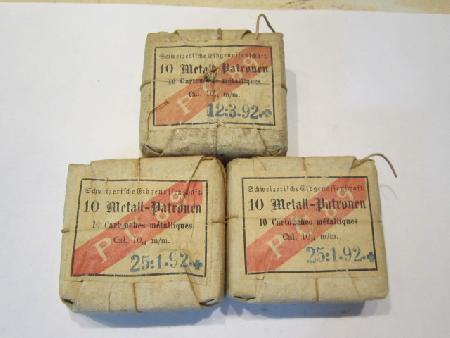 Schweizerische Eidgenossenschaft.
10 Metall-Patronen
10 Cartouches métalliques
Cal. 10,4 m/m.
12.3.92.
Schweizerische Eidgenossenschaft.
10 Metall-Patronen
10 Cartouches métalliques
Cal. 10,4 m/m.
25.1.92.
Schweizerische Eidgenossenschaft.
10 Metall-Patronen
10 Cartouches métalliques
Cal. 10,4 m/m.
25.1.92.